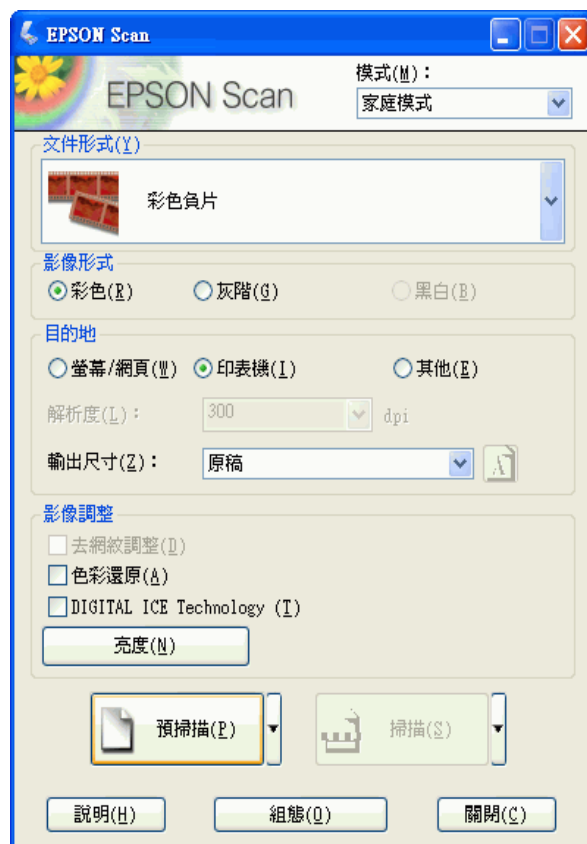 EPSON Scan
EPSON Scan
模式(M)：
家庭模式
文件形式(Y)
彩色負片
影像形式
彩色(R) 灰階(G) 黑白(B)
目的地
螢幕/網頁(W) 印表機(I) 其他(E)
解析度(L)： 300 dpi
輸出尺寸(Z)： 原稿
影像調整
去網紋調整(D)
色彩還原(A)
DIGITAL ICE Technology (T)
亮度(N)
預掃描(P) 掃描(S)
說明(H) 組態(O) 關閉(C)